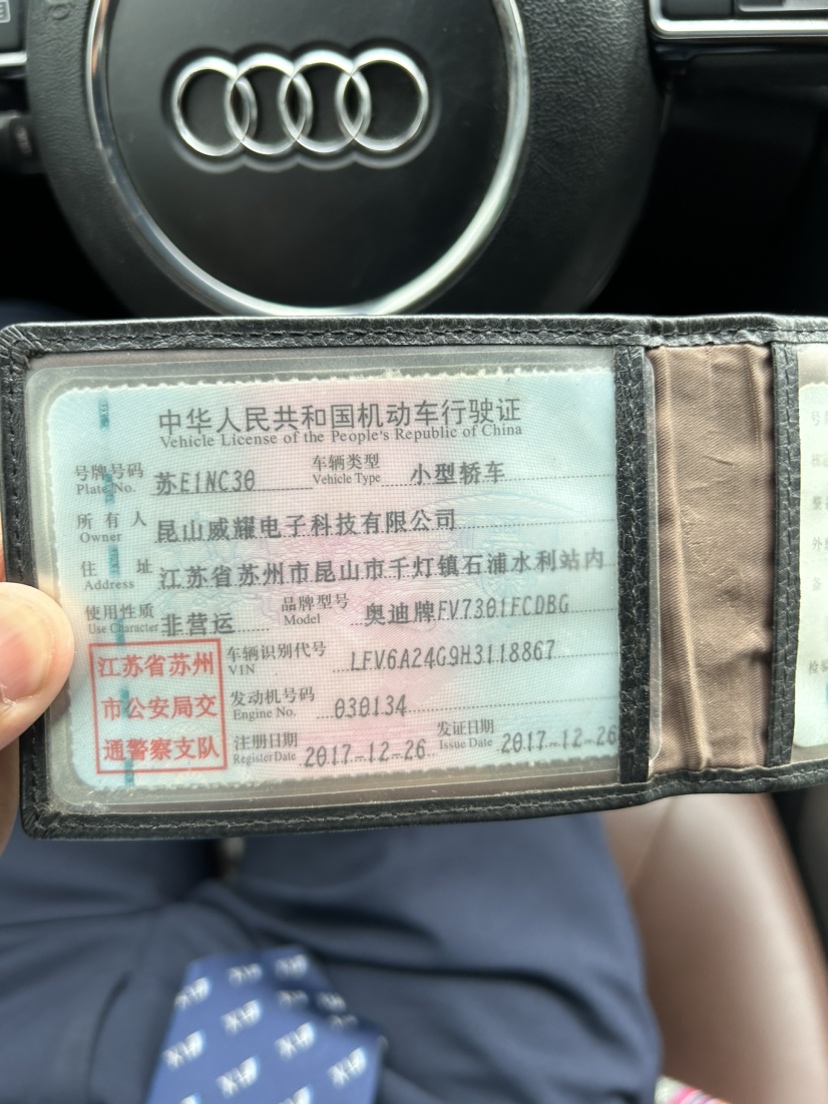 中华人民共和国机动车行驶证
Vehicle License of the People's Republic of China
号牌号码 苏E1NC30 车辆类型 小型轿车
Plate No. Vehicle Type
所有人 昆山威耀电子科技有限公司
Owner
住址 江苏省苏州市昆山市千灯镇石浦水利站内
Address
使用性质 非营运 品牌型号 奥迪牌FV7301FCDBG
Use Character Model
江苏省苏州 车辆识别代号 LFV6A24G9H3118867
VIN
市公安局交 发动机号码 030134
Engine No.
通警察支队 注册日期 2017-12-26 发证日期 2017-12-26
Register Date Issue Date